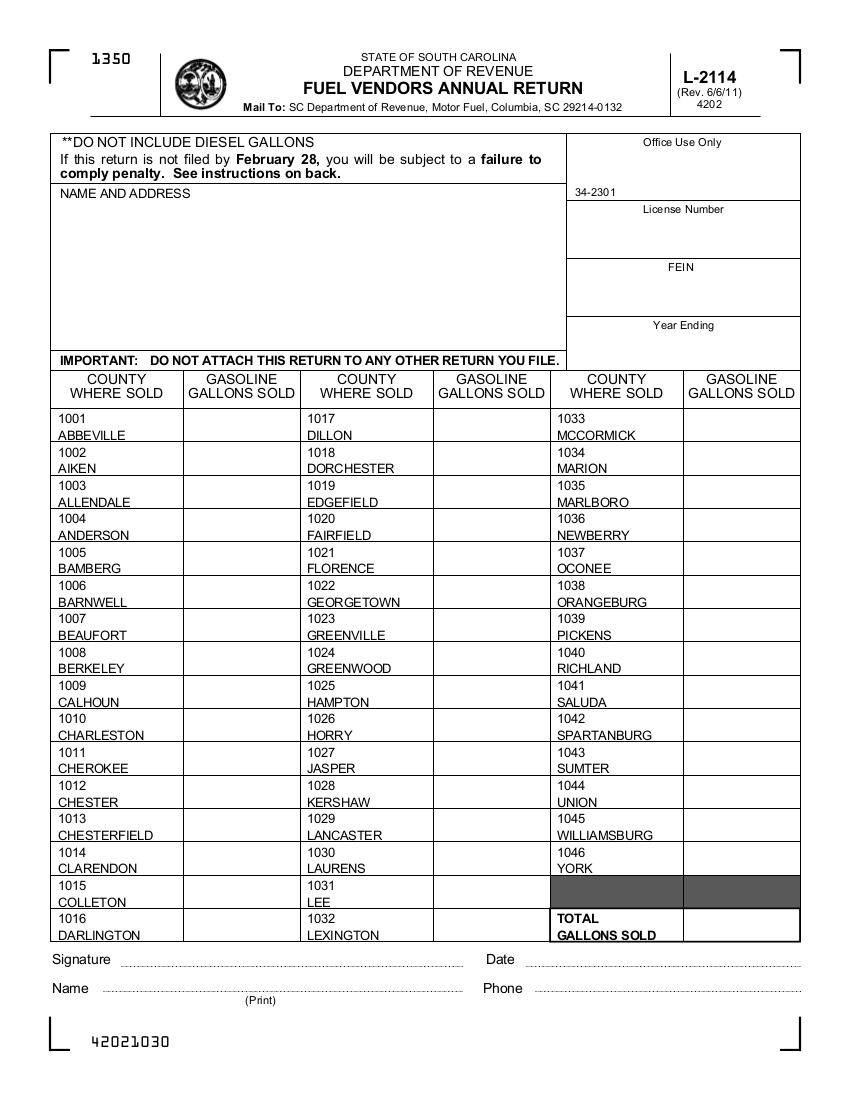 1350
STATE OF SOUTH CAROLINA
DEPARTMENT OF REVENUE
FUEL VENDORS ANNUAL RETURN
Mail To: SC Department of Revenue, Motor Fuel, Columbia, SC 29214-0132
L-2114
(Rev. 6/6/11)
4202
**DO NOT INCLUDE DIESEL GALLONS
If this return is not filed by February 28, you will be subject to a failure to
comply penalty. See instructions on back.
NAME AND ADDRESS
Office Use Only
34-2301
License Number
FEIN
Year Ending
IMPORTANT: DO NOT ATTACH THIS RETURN TO ANY OTHER RETURN YOU FILE.
COUNTY GASOLINE COUNTY GASOLINE COUNTY GASOLINE
WHERE SOLD GALLONS SOLD WHERE SOLD GALLONS SOLD WHERE SOLD GALLONS SOLD
1001 1017 1033
ABBEVILLE DILLON MCCORMICK
1002 1018 1034
AIKEN DORCHESTER MARION
1003 1019 1035
ALLENDALE EDGEFIELD MARLBORO
1004 1020 1036
ANDERSON FAIRFIELD NEWBERRY
1005 1021 1037
BAMBERG FLORENCE OCONEE
1006 1022 1038
BARNWELL GEORGETOWN ORANGEBURG
1007 1023 1039
BEAUFORT GREENVILLE PICKENS
1008 1024 1040
BERKELEY GREENWOOD RICHLAND
1009 1025 1041
CALHOUN HAMPTON SALUDA
1010 1026 1042
CHARLESTON HORRY SPARTANBURG
1011 1027 1043
CHEROKEE JASPER SUMTER
1012 1028 1044
CHESTER KERSHAW UNION
1013 1029 1045
CHESTERFIELD LANCASTER WILLIAMSBURG
1014 1030 1046
CLARENDON LAURENS YORK
1015 1031
COLLETON LEE
1016 1032 TOTAL
DARLINGTON LEXINGTON GALLONS SOLD
Signature Date
Name Phone
(Print)
42021030